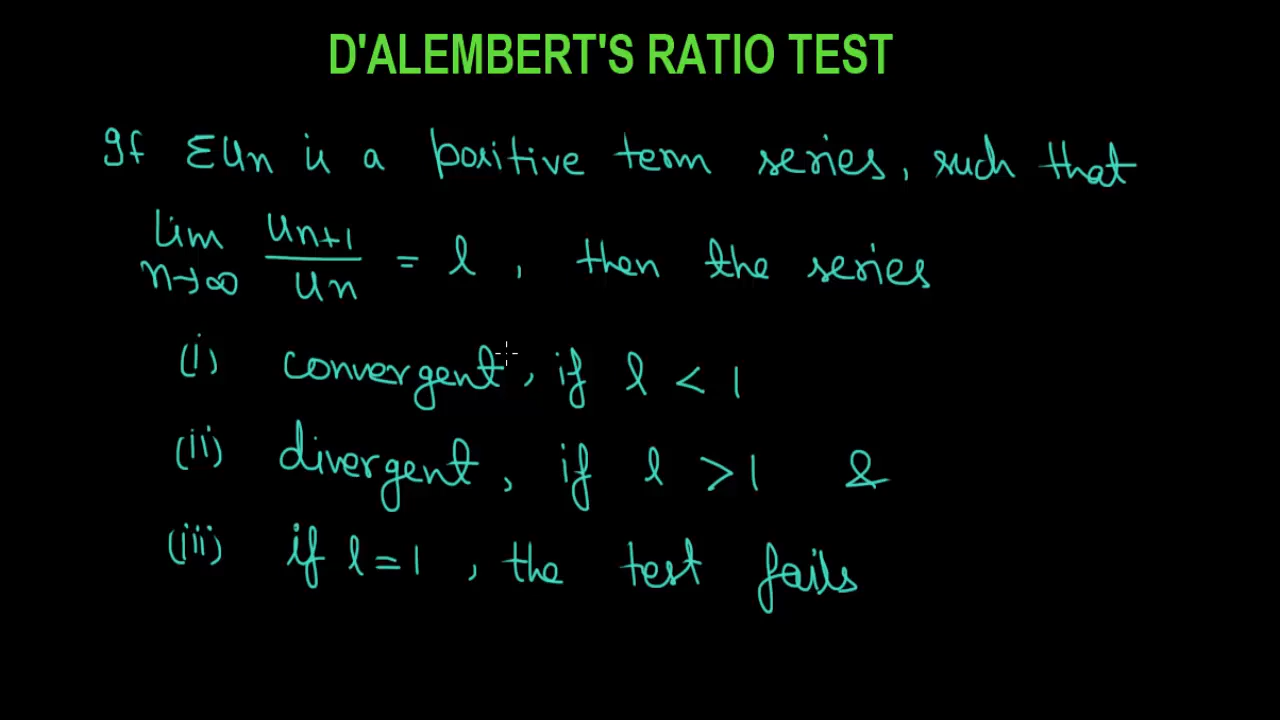 D'ALEMBERT'S RATIO TEST
If Σun is a positive term series, such that
lim n→∞ un+1/un = l, then the series
(i) convergent, if l < 1
(ii) divergent, if l > 1 &
(iii) if l = 1, the test fails